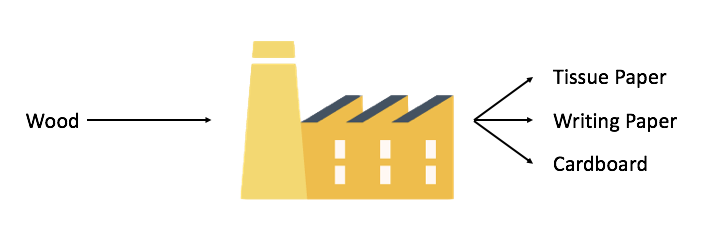 Wood
Tissue Paper
Writing Paper
Cardboard